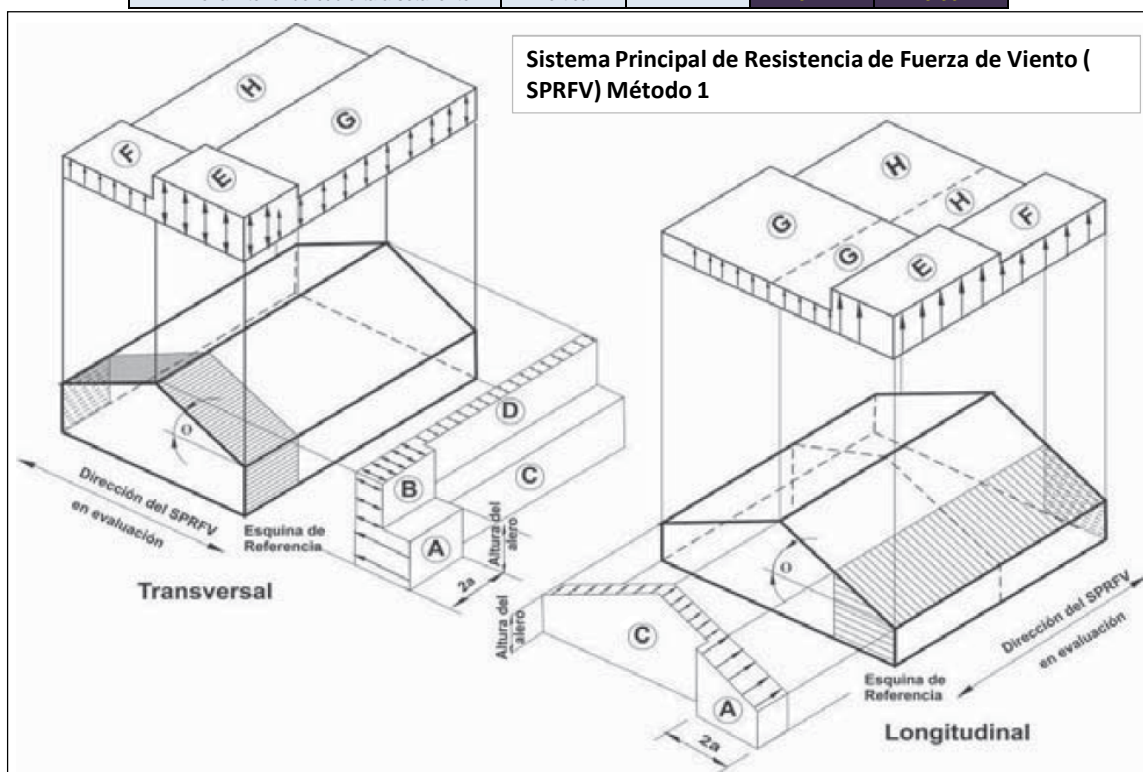 Sistema Principal de Resistencia de Fuerza de Viento (
SPRFV) Método 1
H
G
F
E
D
B
C
A
θ
Dirección del SPRFV
en evaluación
Esquina de
Referencia
Altura del
alero
2a
Transversal
H
H
G
G
F
E
θ
Altura del
alero
C
A
2a
Esquina de
Referencia
Dirección del SPRFV
en evaluación
Longitudinal